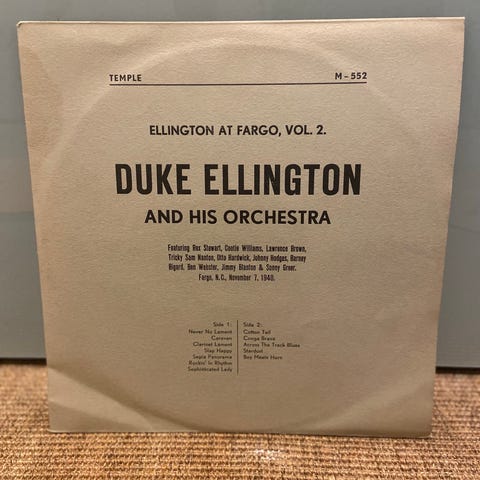 TEMPLE M-552
ELLINGTON AT FARGO, VOL. 2.
DUKE ELLINGTON
AND HIS ORCHESTRA
Featuring Rex Stewart, Cootie Williams, Lawrence Brown,
Tricky Sam Nanton, Otto Hardwick, Johnny Hodges, Barney
Bigard, Ben Webster, Jimmy Blanton & Sonny Greer.
Fargo, N.C., November 7, 1940.
Side 1:
Never No Lament
Caravan
Clarinet Lament
Slap Happy
Sepia Panorama
Rockin' In Rhythm
Sophisticated Lady
Side 2:
Cotton Tail
Conga Brava
Across The Track Blues
Stardust
Boy Meets Horn